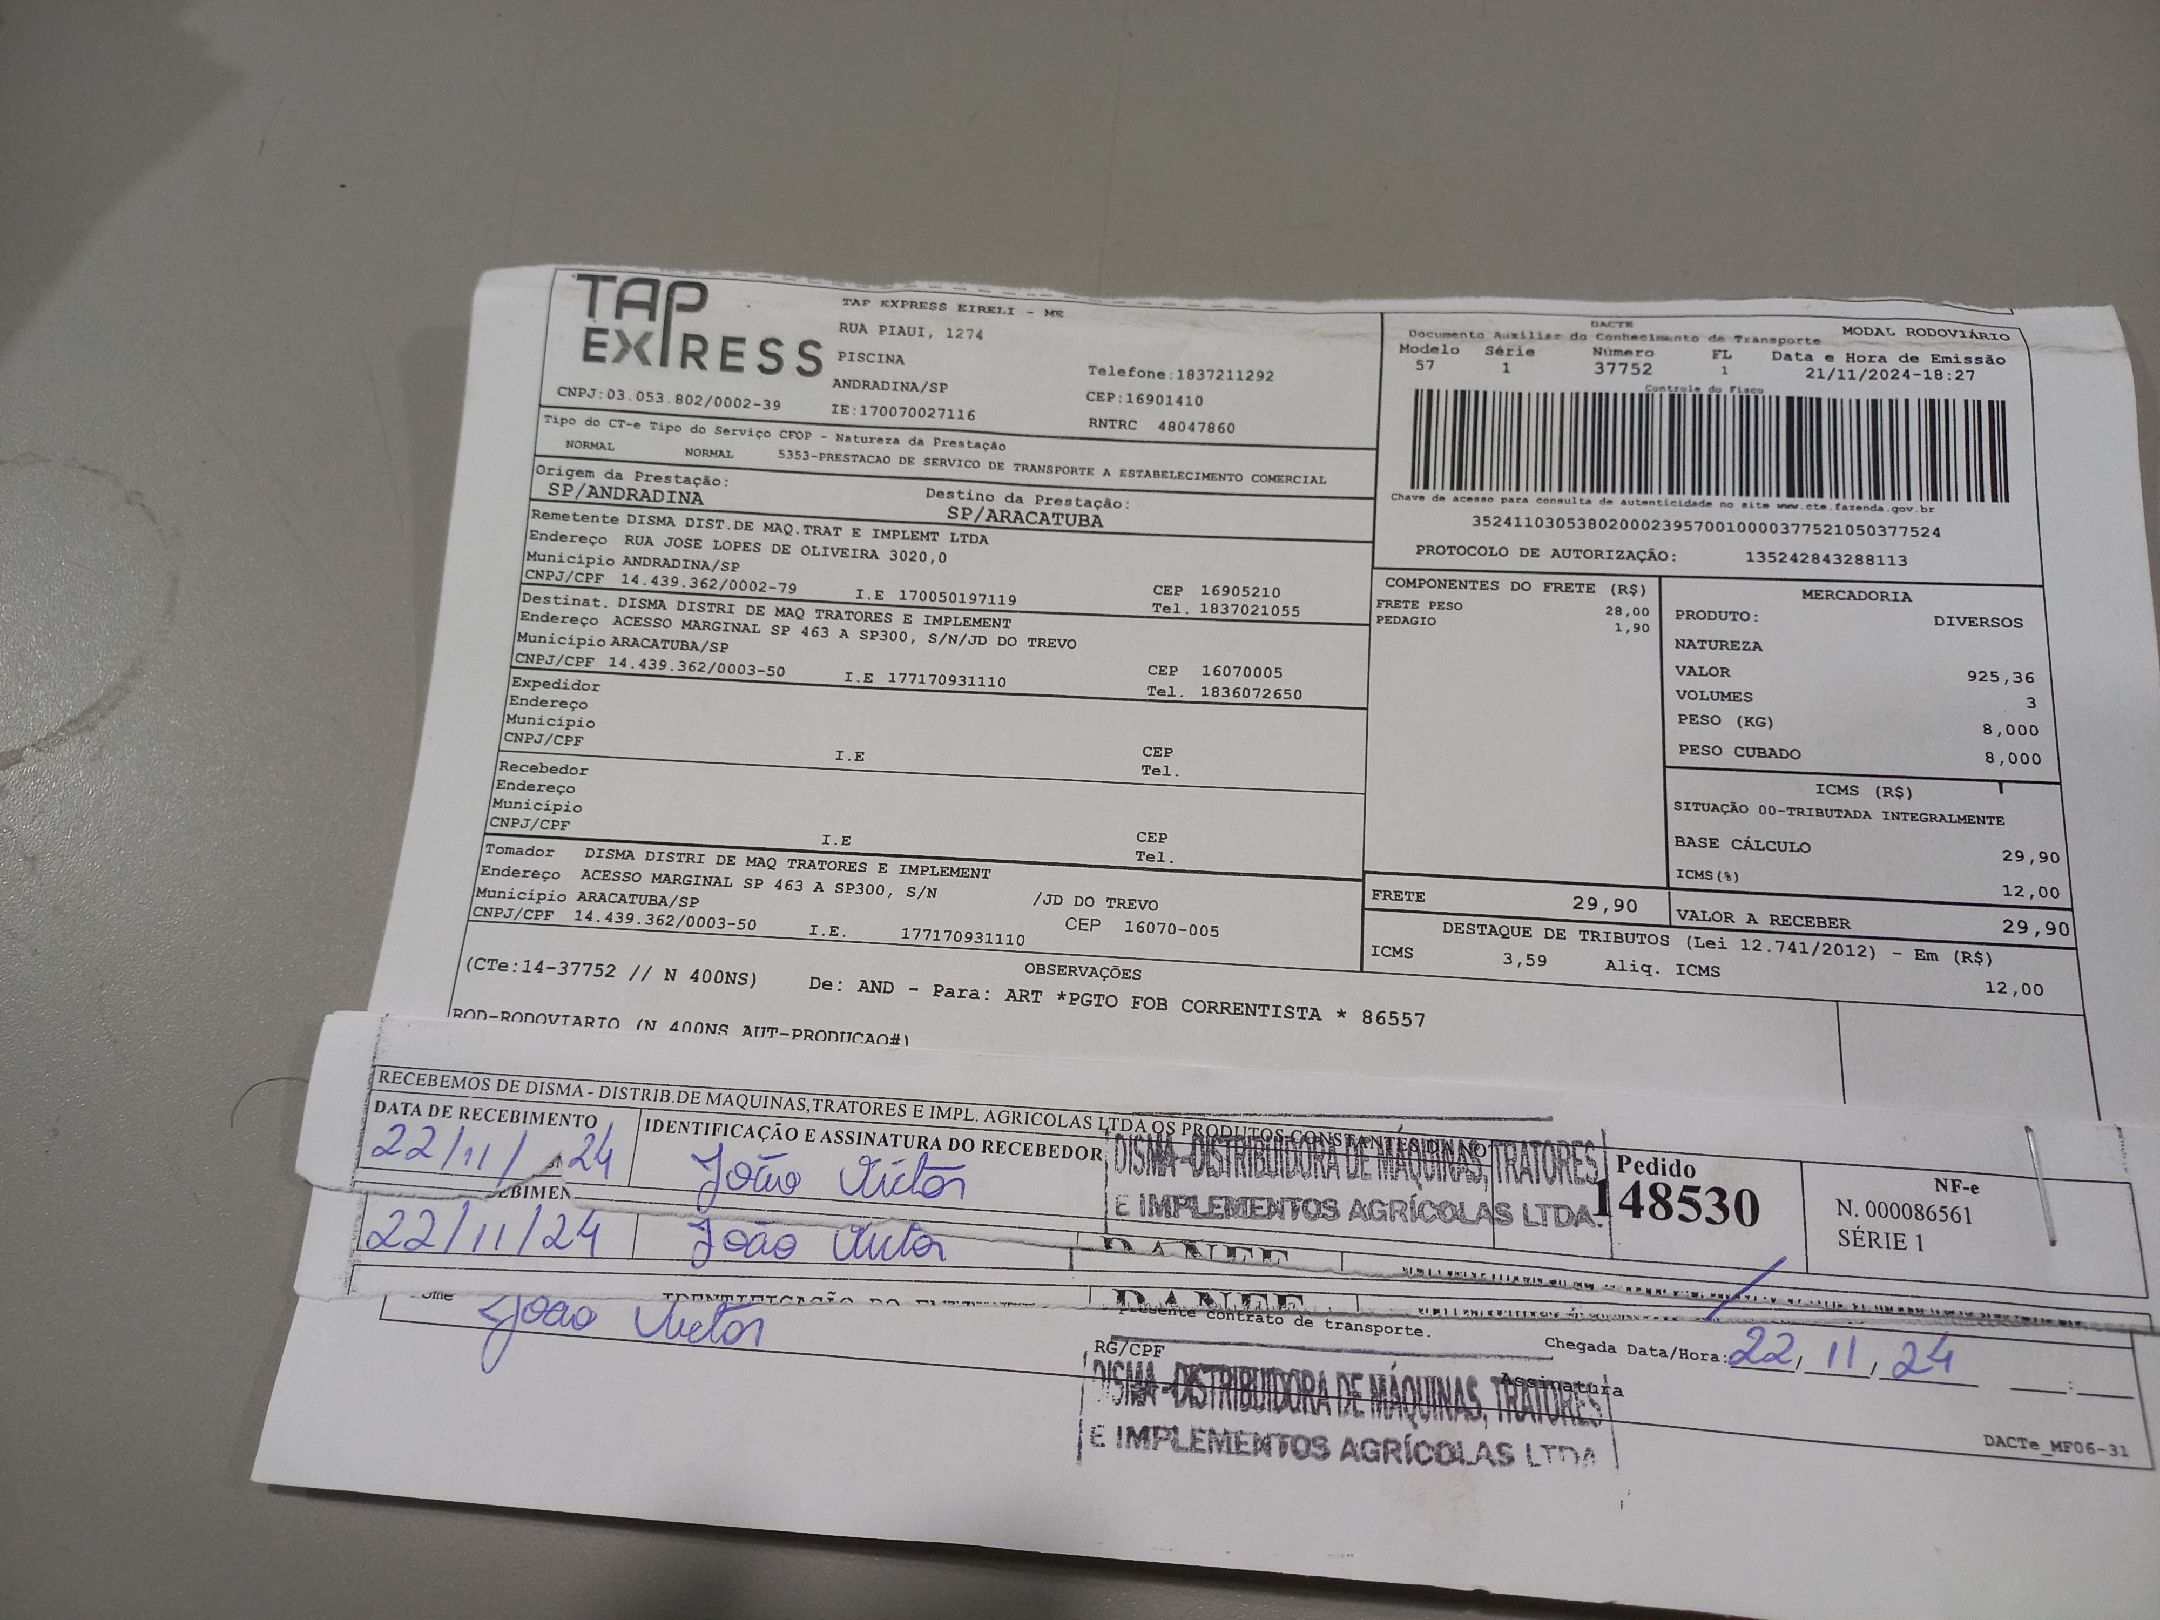 TAP EXPRESS
TAP EXPRESS EIRELI - ME
RUA PIAUI, 1274
PISCINA
ANDRADINA/SP
CNPJ:03.053.802/0002-39
IE:170070027116
Telefone:1837211292
CEP:16901410
RNTRC 48047860
DACTE
Documento Auxiliar do Conhecimento de Transporte
MODAL RODOVIÁRIO
Modelo Série Número FL Data e Hora de Emissão
57 1 37752 1 21/11/2024-18:27
Controle do Fisco
Chave de acesso para consulta de autenticidade no site www.cte.fazenda.gov.br
35241103053802000239570010000377521050377524
PROTOCOLO DE AUTORIZAÇÃO: 135242843288113
Tipo do CT-e Tipo do Serviço CFOP - Natureza da Prestação
NORMAL NORMAL 5353-PRESTACAO DE SERVICO DE TRANSPORTE A ESTABELECIMENTO COMERCIAL
Origem da Prestação: Destino da Prestação:
SP/ANDRADINA SP/ARACATUBA
Remetente DISMA DIST.DE MAQ.TRAT E IMPLEMT LTDA
Endereço RUA JOSE LOPES DE OLIVEIRA 3020,0
Município ANDRADINA/SP CEP 16905210
CNPJ/CPF 14.439.362/0002-79 I.E 170050197119 Tel. 1837021055
Destinat. DISMA DISTRI DE MAQ TRATORES E IMPLEMENT
Endereço ACESSO MARGINAL SP 463 A SP300, S/N/JD DO TREVO
Município ARACATUBA/SP CEP 16070005
CNPJ/CPF 14.439.362/0003-50 I.E 177170931110 Tel. 1836072650
Expedidor
Endereço
Município CEP
CNPJ/CPF I.E Tel.
Recebedor
Endereço
Município CEP
CNPJ/CPF I.E Tel.
Tomador DISMA DISTRI DE MAQ TRATORES E IMPLEMENT
Endereço ACESSO MARGINAL SP 463 A SP300, S/N /JD DO TREVO
Município ARACATUBA/SP CEP 16070-005
CNPJ/CPF 14.439.362/0003-50 I.E. 177170931110
COMPONENTES DO FRETE (R$)
FRETE PESO 28,00
PEDAGIO 1,90
MERCADORIA
PRODUTO: DIVERSOS
NATUREZA
VALOR 925,36
VOLUMES 3
PESO (KG) 8,000
PESO CUBADO 8,000
ICMS (R$)
SITUAÇÃO 00-TRIBUTADA INTEGRALMENTE
BASE CÁLCULO 29,90
ICMS(%) 12,00
FRETE 29,90 VALOR A RECEBER 29,90
DESTAQUE DE TRIBUTOS (Lei 12.741/2012) - Em (R$)
ICMS 3,59 Aliq. ICMS 12,00
OBSERVAÇÕES
(CTe:14-37752 // N 400NS) De: AND - Para: ART *PGTO FOB CORRENTISTA * 86557
ROD-RODOVIARIO (N 400NS AUT-PRODUCAO#)
RECEBEMOS DE DISMA - DISTRIB.DE MAQUINAS,TRATORES E IMPL. AGRICOLAS LTDA OS PRODUTOS CONSTANTES
DATA DE RECEBIMENTO IDENTIFICAÇÃO E ASSINATURA DO RECEBEDOR
22/11/24 João Victor
DISMA-DISTRIBUIDORA DE MÁQUINAS, TRATORES
E IMPLEMENTOS AGRÍCOLAS LTDA.
Pedido
148530
NF-e
N. 000086561
SÉRIE 1
22/11/24 João Victor
João Victor
presente contrato de transporte.
RG/CPF
Chegada Data/Hora: 22/11/24
Assinatura
DISMA-DISTRIBUIDORA DE MÁQUINAS, TRATORES
E IMPLEMENTOS AGRÍCOLAS LTDA
DACTe_MF06-31